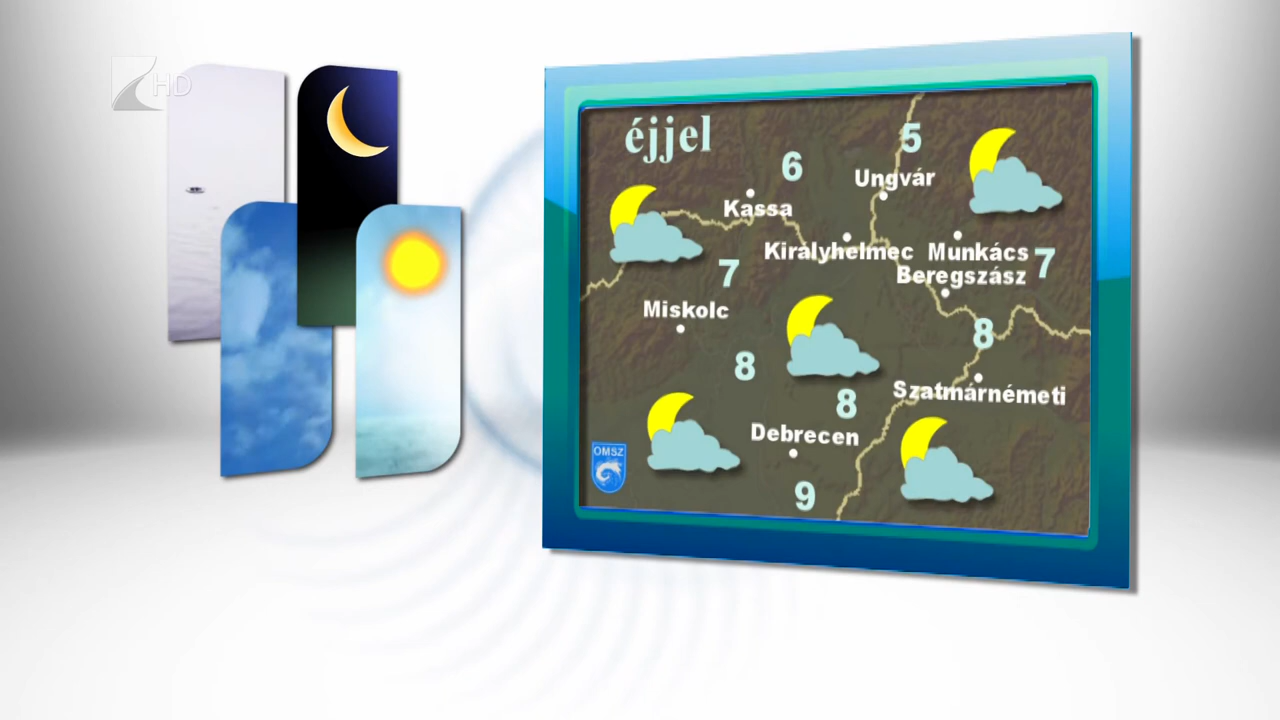 HD
éjjel
5
6
Ungvár
Kassa
Királyhelmec
Munkács
7
Beregszász
7
Miskolc
8
8
Szatmárnémeti
8
Debrecen
OMSZ
9